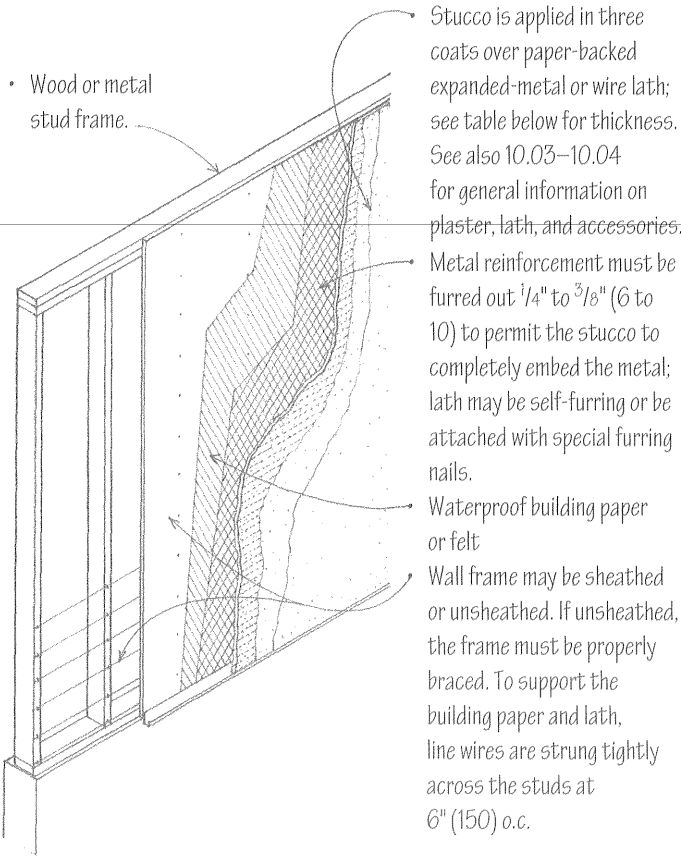 • Wood or metal
stud frame.
Stucco is applied in three
coats over paper-backed
expanded-metal or wire lath;
see table below for thickness.
See also 10.03–10.04
for general information on
plaster, lath, and accessories.
Metal reinforcement must be
furred out 1/4" to 3/8" (6 to
10) to permit the stucco to
completely embed the metal;
lath may be self-furring or be
attached with special furring
nails.
Waterproof building paper
or felt
Wall frame may be sheathed
or unsheathed. If unsheathed,
the frame must be properly
braced. To support the
building paper and lath,
line wires are strung tightly
across the studs at
6" (150) o.c.